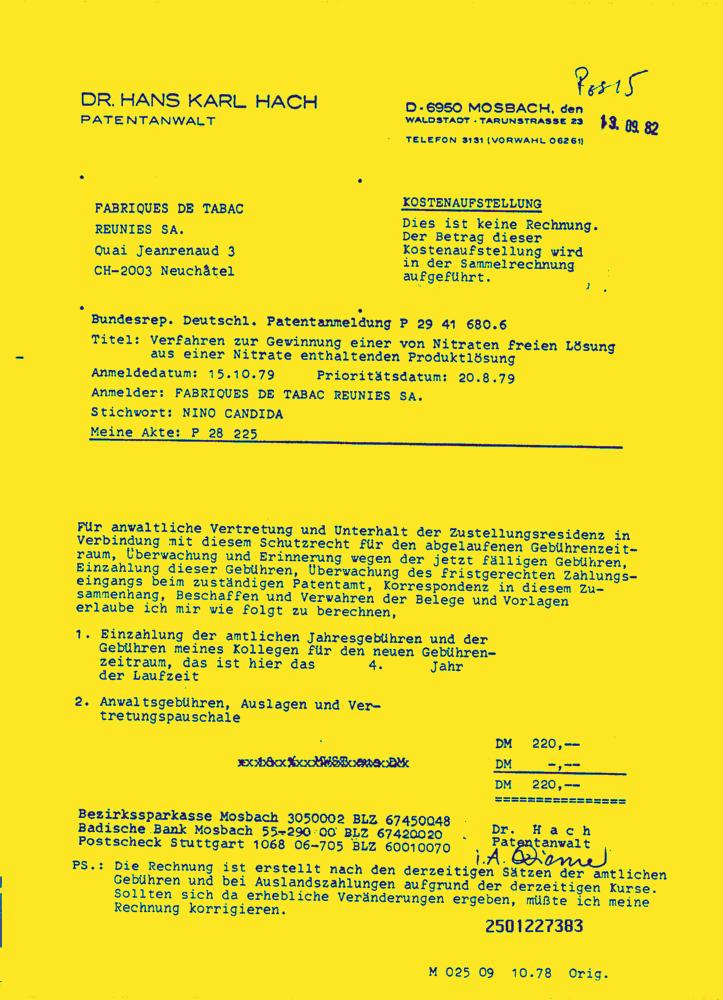 DR. HANS KARL HACH
PATENTANWALT
D-6950 MOSBACH, den
WALDSTADT - TARUNSTRASSE 23
13. 09. 82
TELEFON 3131 (VORWAHL 06261)
FABRIQUES DE TABAC
REUNIES SA.
Quai Jeanrenaud 3
CH-2003 Neuchâtel
KOSTENAUFSTELLUNG
Dies ist keine Rechnung.
Der Betrag dieser
Kostenaufstellung wird
in der Sammelrechnung
aufgeführt.
Bundesrep. Deutschl. Patentanmeldung P 29 41 680.6
Titel: Verfahren zur Gewinnung einer von Nitraten freien Lösung
aus einer Nitrate enthaltenden Produktlösung
Anmeldedatum: 15.10.79 Prioritätsdatum: 20.8.79
Anmelder: FABRIQUES DE TABAC REUNIES SA.
Stichwort: NINO CANDIDA
Meine Akte: P 28 225
Für anwaltliche Vertretung und Unterhalt der Zustellungsresidenz in
Verbindung mit diesem Schutzrecht für den abgelaufenen Gebührenzeit-
raum, Überwachung und Erinnerung wegen der jetzt fälligen Gebühren,
Einzahlung dieser Gebühren, Überwachung des fristgerechten Zahlungs-
eingangs beim zuständigen Patentamt, Korrespondenz in diesem Zu-
sammenhang, Beschaffen und Verwahren der Belege und Vorlagen
erlaube ich mir wie folgt zu berechnen,
1. Einzahlung der amtlichen Jahresgebühren und der
Gebühren meines Kollegen für den neuen Gebühren-
zeitraum, das ist hier das 4. Jahr
der Laufzeit
2. Anwaltsgebühren, Auslagen und Ver-
tretungspauschale
DM 220,--
DM -,--
DM 220,--
Bezirkssparkasse Mosbach 3050002 BLZ 67450048
Badische Bank Mosbach 55-290 00 BLZ 67420020
Postscheck Stuttgart 1068 06-705 BLZ 60010070
Dr. H a c h
Patentanwalt
i.A.
PS.: Die Rechnung ist erstellt nach den derzeitigen Sätzen der amtlichen
Gebühren und bei Auslandszahlungen aufgrund der derzeitigen Kurse.
Sollten sich da erhebliche Veränderungen ergeben, müßte ich meine
Rechnung korrigieren.
2501227383
M 025 09 10.78 Orig.